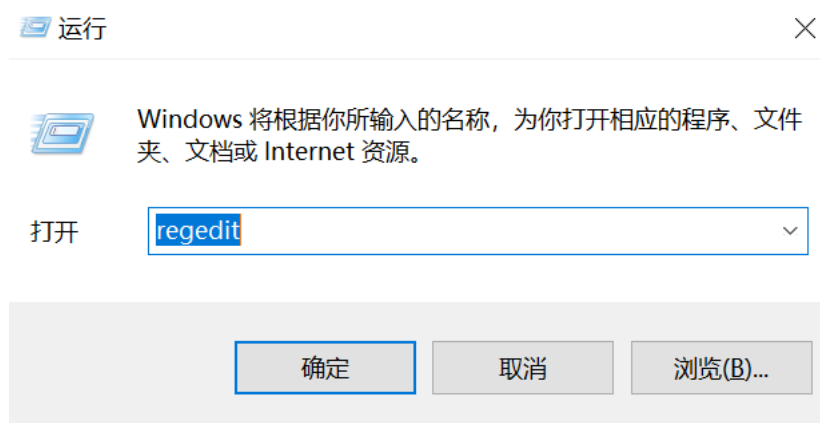 运行
Windows 将根据你所输入的名称，为你打开相应的程序、文件
夹、文档或 Internet 资源。
打开
regedit
确定
取消
浏览(B)...